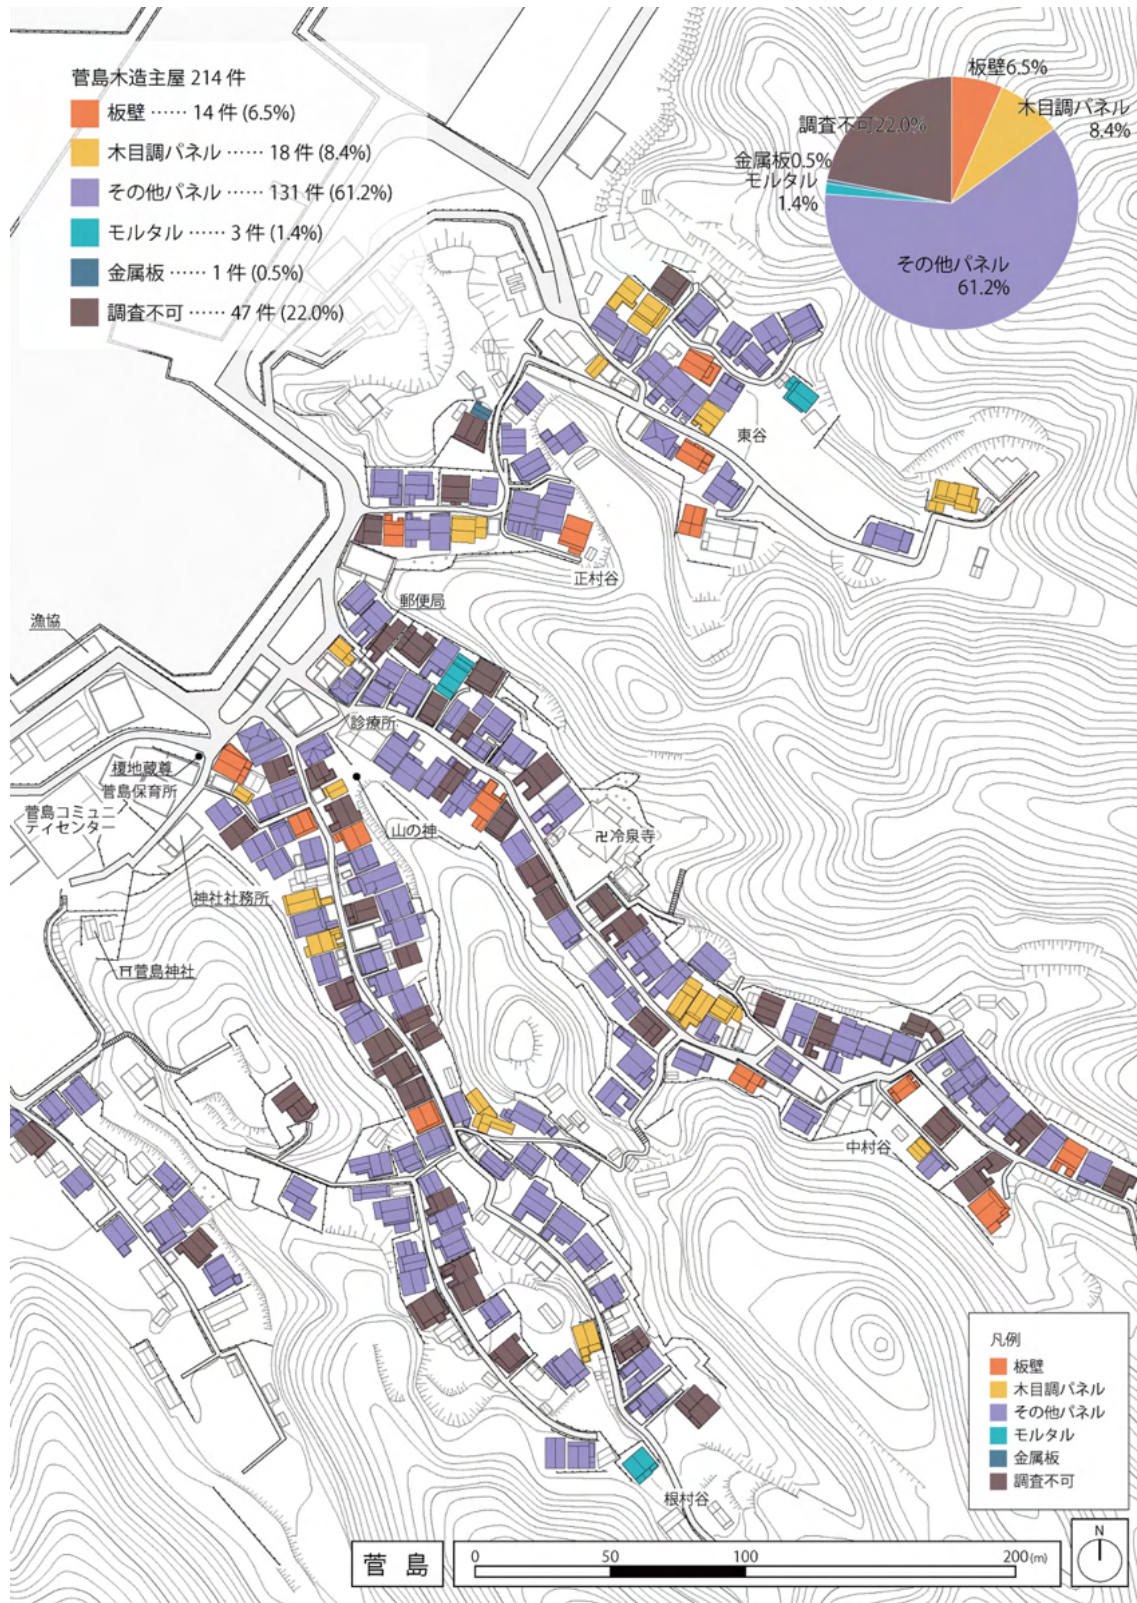 菅島木造主屋 214 件
板壁 …… 14 件 (6.5%)
木目調パネル …… 18 件 (8.4%)
その他パネル …… 131 件 (61.2%)
モルタル …… 3 件 (1.4%)
金属板 …… 1 件 (0.5%)
調査不可 …… 47 件 (22.0%)
板壁6.5%
木目調パネル
8.4%
調査不可22.0%
金属板0.5%
モルタル
1.4%
その他パネル
61.2%
東谷
正村谷
郵便局
漁協
診療所
榎地蔵尊
菅島保育所
菅島コミュニ
ティセンター
山の神
卍冷泉寺
神社社務所
⛩菅島神社
中村谷
根村谷
凡例
板壁
木目調パネル
その他パネル
モルタル
金属板
調査不可
菅 島
0 50 100 200(m)
N